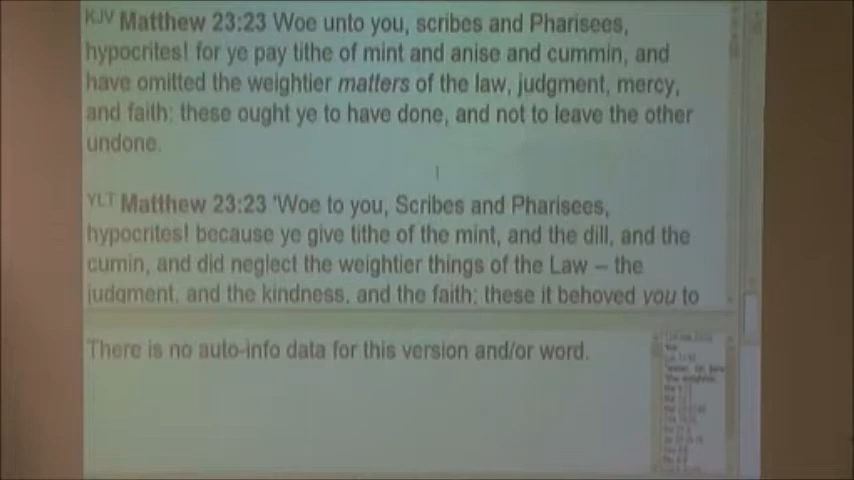 KJV Matthew 23:23 Woe unto you, scribes and Pharisees,
hypocrites! for ye pay tithe of mint and anise and cummin, and
have omitted the weightier matters of the law, judgment, mercy,
and faith: these ought ye to have done, and not to leave the other
undone.
YLT Matthew 23:23 'Woe to you, Scribes and Pharisees,
hypocrites! because ye give tithe of the mint, and the dill, and the
cumin, and did neglect the weightier things of the Law – the
judgment, and the kindness, and the faith; these it behoved you to
There is no auto-info data for this version and/or word.